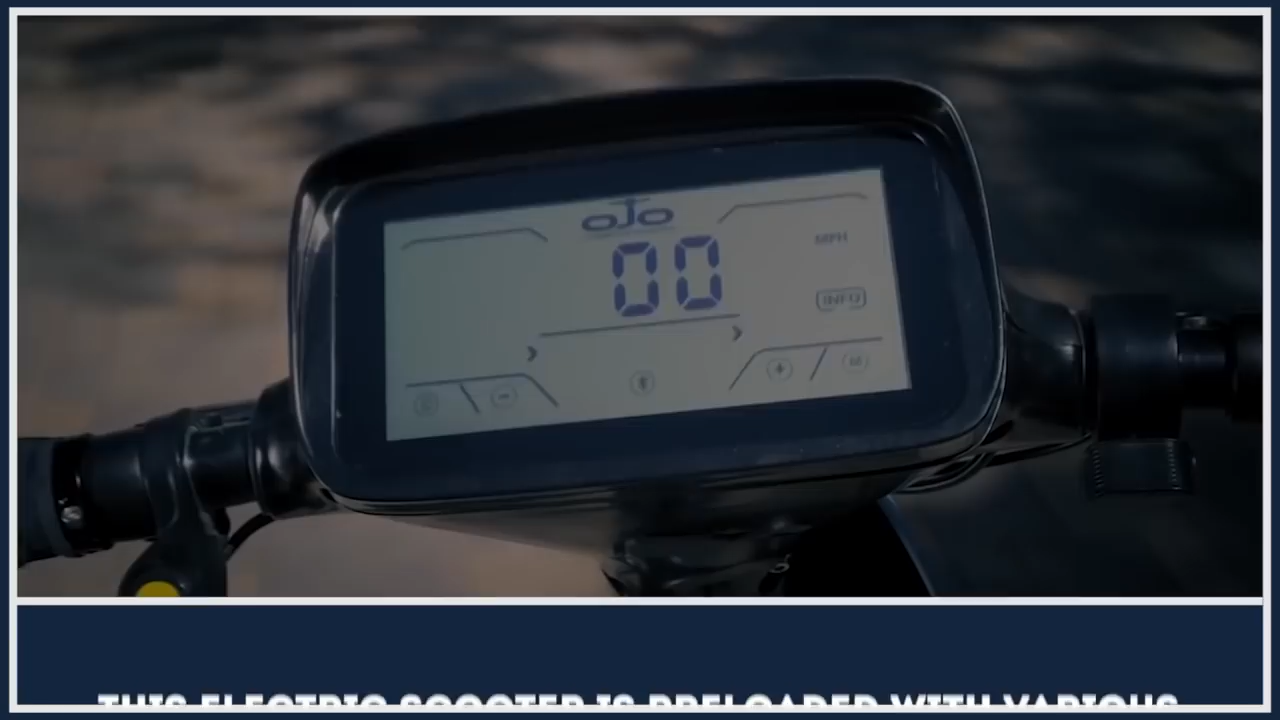 OJO
00
MPH
INFO
THIS ELECTRIC SCOOTER IS PRELOADED WITH VARIOUS